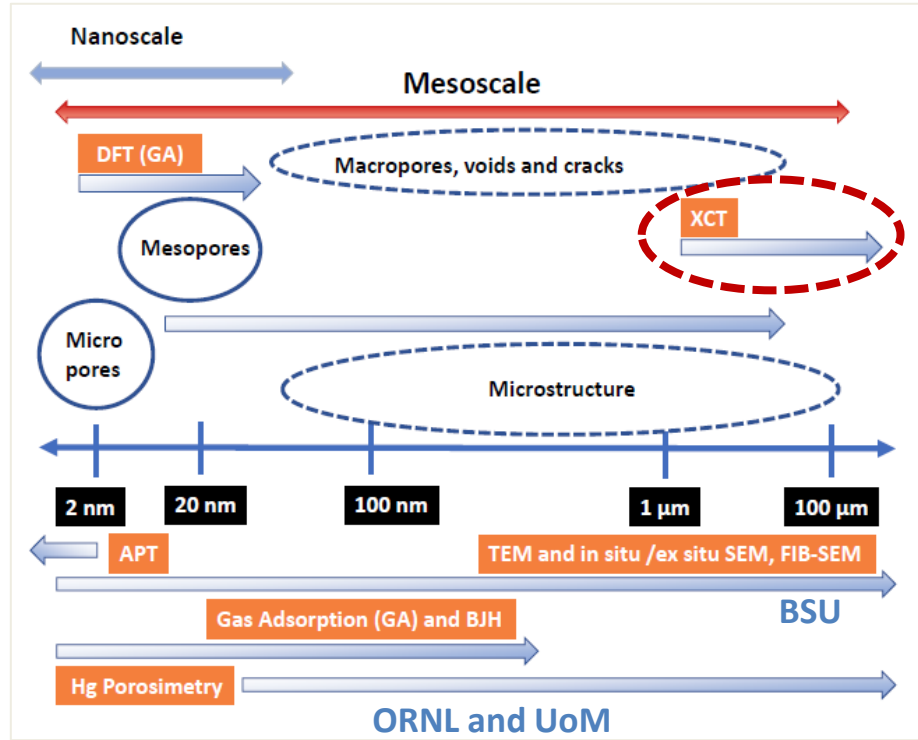 Nanoscale
Mesoscale
DFT (GA)
Macropores, voids and cracks
XCT
Mesopores
Micro
pores
Microstructure
2 nm
20 nm
100 nm
1 µm
100 µm
APT
TEM and in situ /ex situ SEM, FIB-SEM
BSU
Gas Adsorption (GA) and BJH
Hg Porosimetry
ORNL and UoM